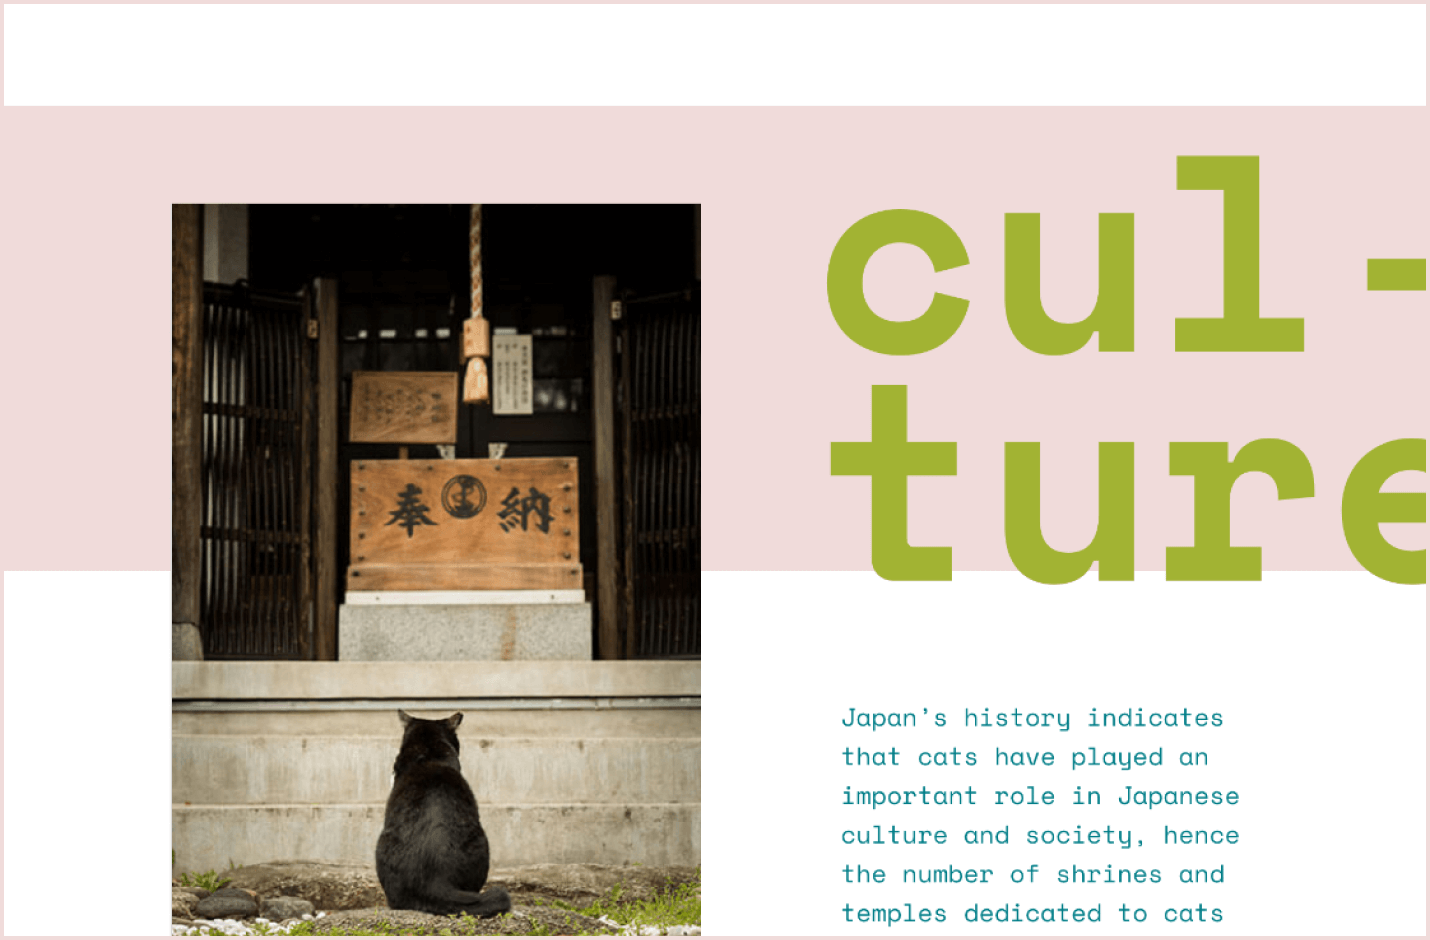 cul-
ture
奉 納
Japan’s history indicates
that cats have played an
important role in Japanese
culture and society, hence
the number of shrines and
temples dedicated to cats